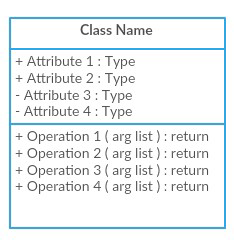 Class Name
+ Attribute 1 : Type
+ Attribute 2 : Type
- Attribute 3 : Type
- Attribute 4 : Type
+ Operation 1 ( arg list ) : return
+ Operation 2 ( arg list ) : return
+ Operation 3 ( arg list ) : return
+ Operation 4 ( arg list ) : return